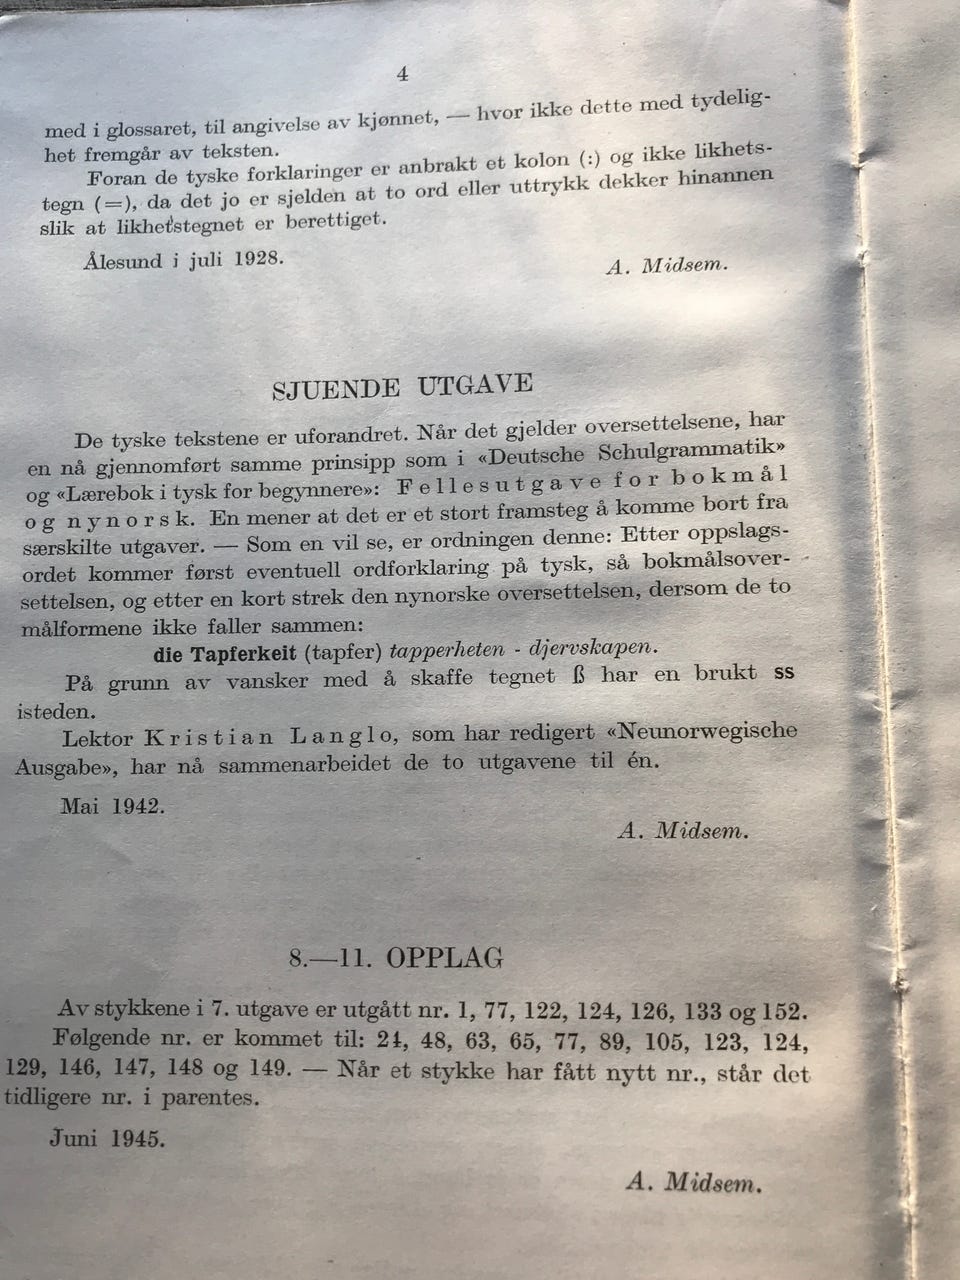 4
med i glossaret, til angivelse av kjønnet, — hvor ikke dette med tydelig-
het fremgår av teksten.
Foran de tyske forklaringer er anbrakt et kolon (:) og ikke likhets-
tegn (=), da det jo er sjelden at to ord eller uttrykk dekker hinannen
slik at likhetstegnet er berettiget.
Ålesund i juli 1928.
A. Midsem.
SJUENDE UTGAVE
De tyske tekstene er uforandret. Når det gjelder oversettelsene, har
en nå gjennomført samme prinsipp som i «Deutsche Schulgrammatik»
og «Lærebok i tysk for begynnere»: Fellesutgave for bokmål
og nynorsk. En mener at det er et stort framsteg å komme bort fra
særskilte utgaver. — Som en vil se, er ordningen denne: Etter oppslags-
ordet kommer først eventuell ordforklaring på tysk, så bokmålsover-
settelsen, og etter en kort strek den nynorske oversettelsen, dersom de to
målformene ikke faller sammen:
die Tapferkeit (tapfer) tapperheten - djervskapen.
På grunn av vansker med å skaffe tegnet ß har en brukt ss
isteden.
Lektor Kristian Langlo, som har redigert «Neunorwegische
Ausgabe», har nå sammenarbeidet de to utgavene til én.
Mai 1942.
A. Midsem.
8.—11. OPPLAG
Av stykkene i 7. utgave er utgått nr. 1, 77, 122, 124, 126, 133 og 152.
Følgende nr. er kommet til: 24, 48, 63, 65, 77, 89, 105, 123, 124,
129, 146, 147, 148 og 149. — Når et stykke har fått nytt nr., står det
tidligere nr. i parentes.
Juni 1945.
A. Midsem.